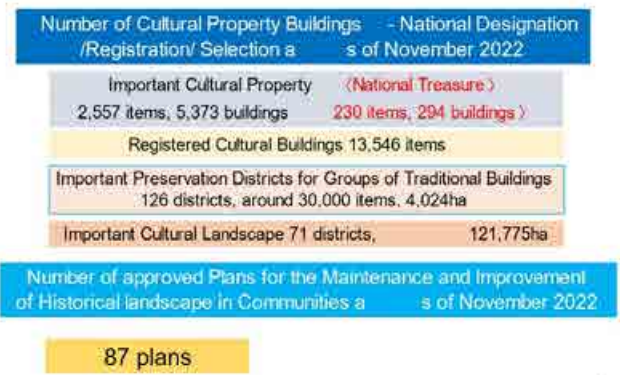 Number of Cultural Property Buildings - National Designation
/Registration/ Selection a s of November 2022
Important Cultural Property 〈National Treasure〉
2,557 items, 5,373 buildings 230 items, 294 buildings 〉
Registered Cultural Buildings 13,546 items
Important Preservation Districts for Groups of Traditional Buildings
126 districts, around 30,000 items, 4,024ha
Important Cultural Landscape 71 districts, 121,775ha
Number of approved Plans for the Maintenance and Improvement
of Historical landscape in Communities a s of November 2022
87 plans